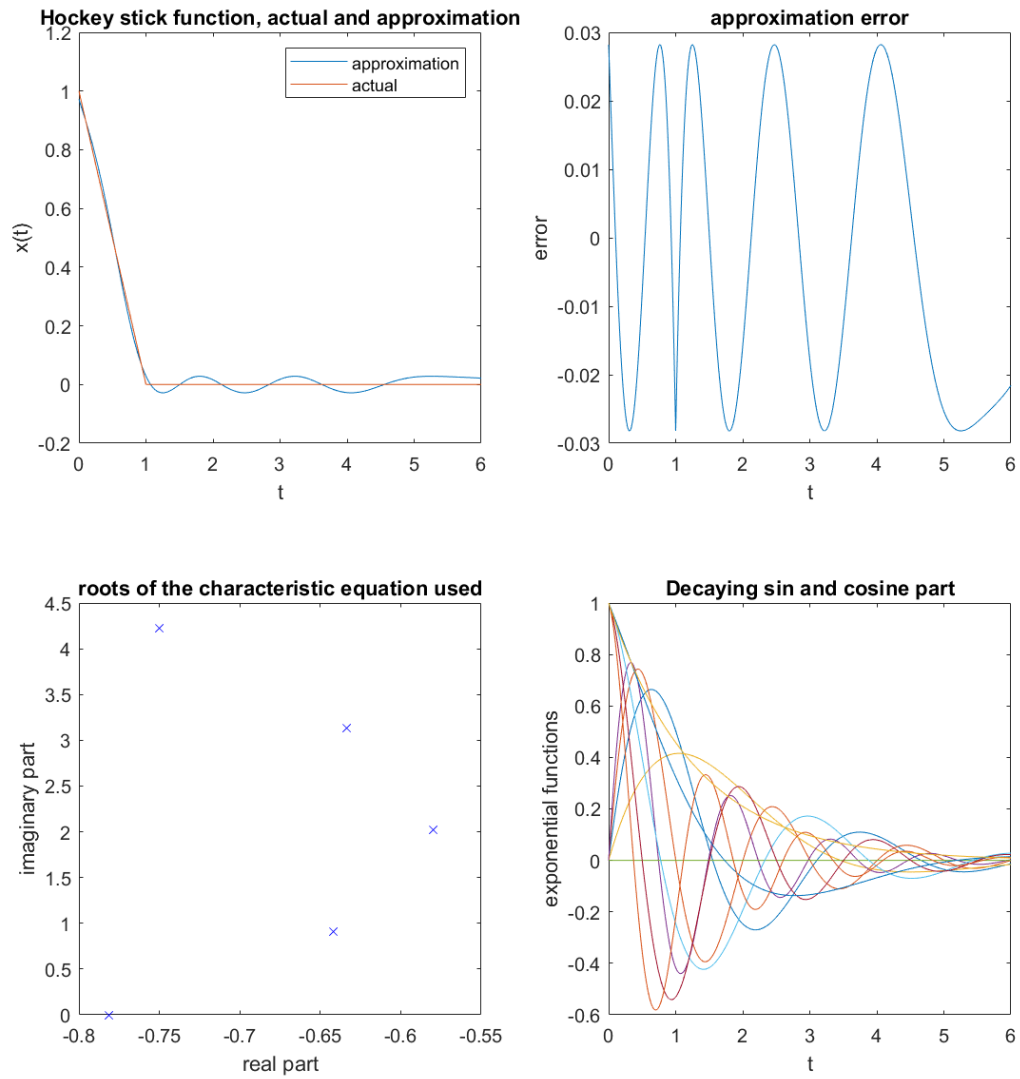 Hockey stick function, actual and approximation
1.2
1
0.8
0.6
0.4
0.2
0
-0.2
x(t)
approximation
actual
0 1 2 3 4 5 6
t
approximation error
0.03
0.02
0.01
0
-0.01
-0.02
-0.03
error
0 1 2 3 4 5 6
t
roots of the characteristic equation used
4.5
4
3.5
3
2.5
2
1.5
1
0.5
0
imaginary part
-0.8 -0.75 -0.7 -0.65 -0.6 -0.55
real part
Decaying sin and cosine part
1
0.8
0.6
0.4
0.2
0
-0.2
-0.4
-0.6
exponential functions
0 1 2 3 4 5 6
t